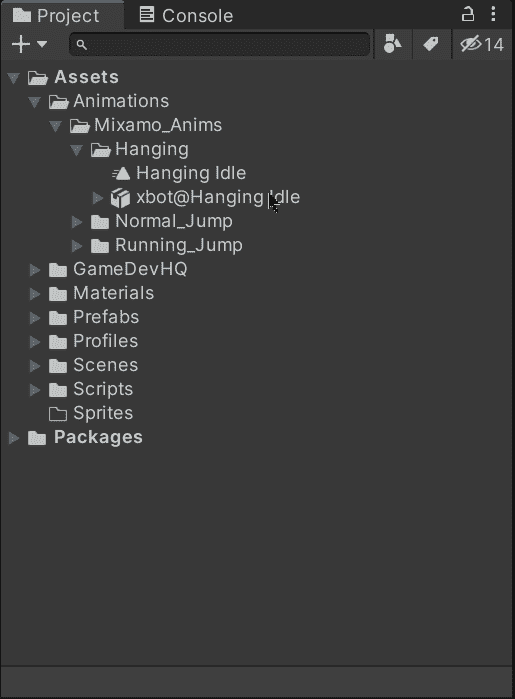 Project Console
14
Assets
Animations
Mixamo_Anims
Hanging
Hanging Idle
xbot@Hanging Idle
Normal_Jump
Running_Jump
GameDevHQ
Materials
Prefabs
Profiles
Scenes
Scripts
Sprites
Packages